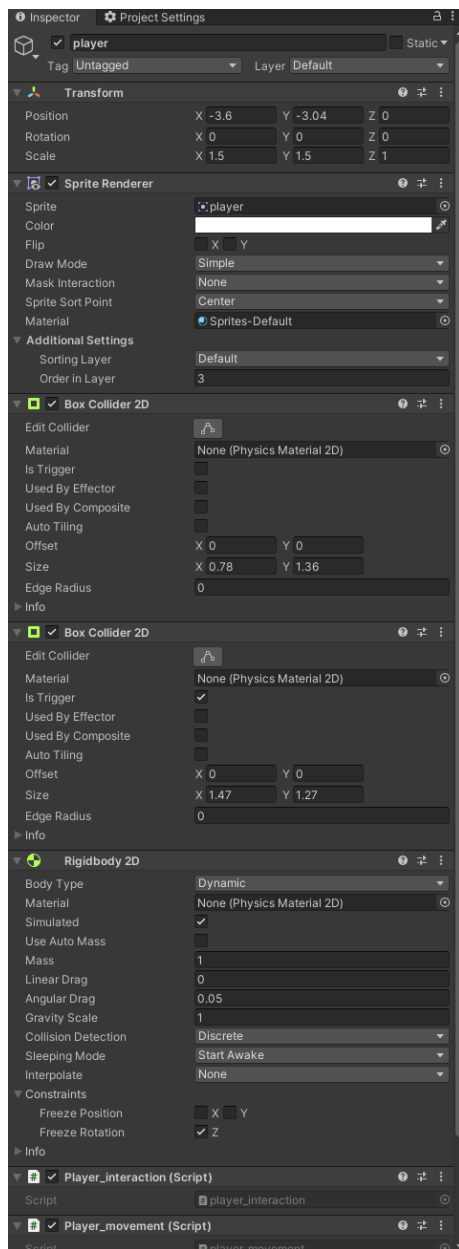 Inspector Project Settings
player Static
Tag Untagged Layer Default
Transform
Position X -3.6 Y -3.04 Z 0
Rotation X 0 Y 0 Z 0
Scale X 1.5 Y 1.5 Z 1
Sprite Renderer
Sprite player
Color
Flip X Y
Draw Mode Simple
Mask Interaction None
Sprite Sort Point Center
Material Sprites-Default
Additional Settings
Sorting Layer Default
Order in Layer 3
Box Collider 2D
Edit Collider
Material None (Physics Material 2D)
Is Trigger
Used By Effector
Used By Composite
Auto Tiling
Offset X 0 Y 0
Size X 0.78 Y 1.36
Edge Radius 0
Info
Box Collider 2D
Edit Collider
Material None (Physics Material 2D)
Is Trigger
Used By Effector
Used By Composite
Auto Tiling
Offset X 0 Y 0
Size X 1.47 Y 1.27
Edge Radius 0
Info
Rigidbody 2D
Body Type Dynamic
Material None (Physics Material 2D)
Simulated
Use Auto Mass
Mass 1
Linear Drag 0
Angular Drag 0.05
Gravity Scale 1
Collision Detection Discrete
Sleeping Mode Start Awake
Interpolate None
Constraints
Freeze Position X Y
Freeze Rotation Z
Info
Player_interaction (Script)
Script player_interaction
Player_movement (Script)
Script player_movement